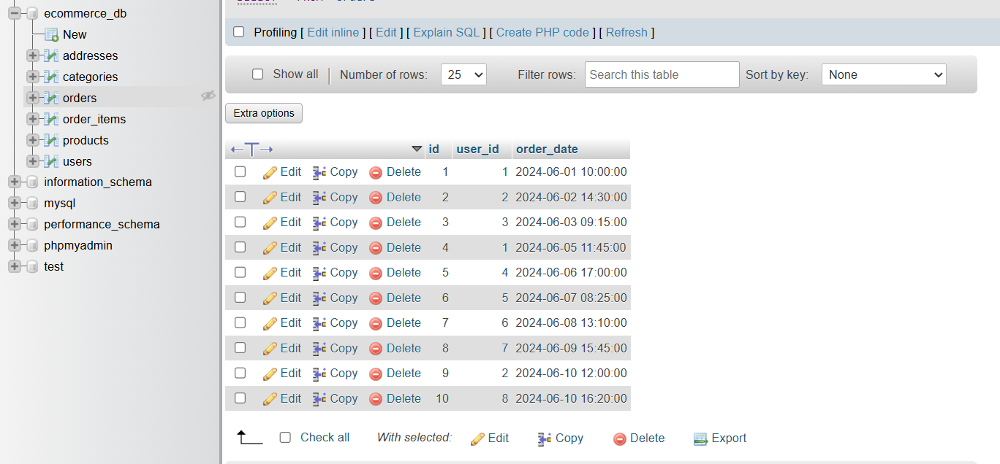 ecommerce_db
New
addresses
categories
orders
order_items
products
users
information_schema
mysql
performance_schema
phpmyadmin
test
Profiling [ Edit inline ] [ Edit ] [ Explain SQL ] [ Create PHP code ] [ Refresh ]
Show all Number of rows: 25 Filter rows: Search this table Sort by key: None
Extra options
id user_id order_date
Edit Copy Delete 1 1 2024-06-01 10:00:00
Edit Copy Delete 2 2 2024-06-02 14:30:00
Edit Copy Delete 3 3 2024-06-03 09:15:00
Edit Copy Delete 4 1 2024-06-05 11:45:00
Edit Copy Delete 5 4 2024-06-06 17:00:00
Edit Copy Delete 6 5 2024-06-07 08:25:00
Edit Copy Delete 7 6 2024-06-08 13:10:00
Edit Copy Delete 8 7 2024-06-09 15:45:00
Edit Copy Delete 9 2 2024-06-10 12:00:00
Edit Copy Delete 10 8 2024-06-10 16:20:00
Check all With selected: Edit Copy Delete Export